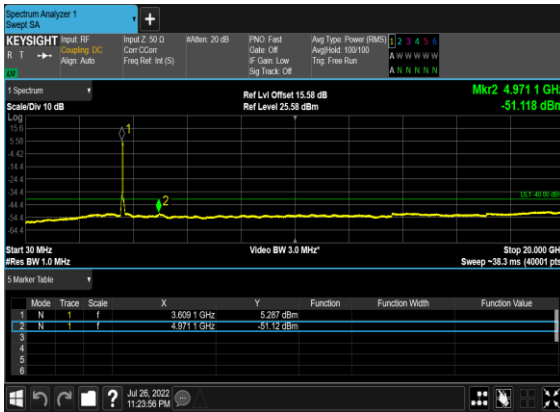 Spectrum Analyzer 1
Swept SA
KEYSIGHT Input: RF Input Z: 50 Ω #Atten: 20 dB PNO: Fast Avg Type: Power (RMS) 1 2 3 4 5 6
R T Coupling: DC Corr CCorr Gate: Off Avg|Hold: 100/100 A W W W W W
Align: Auto Freq Ref: Int (S) IF Gain: Low Trig: Free Run
Sig Track: Off A N N N N N
1 Spectrum Ref Lvl Offset 15.58 dB Mkr2 4.971 1 GHz
Scale/Div 10 dB Ref Level 25.58 dBm -51.118 dBm
Log
15.6
5.58
-4.42
-14.4
-24.4
-34.4
-44.4
-54.4
-64.4
1
2
DL1 -40.00 dBm
Start 30 MHz Video BW 3.0 MHz* Stop 20.000 GHz
#Res BW 1.0 MHz Sweep ~38.3 ms (40001 pts)
5 Marker Table
Mode Trace Scale X Y Function Function Width Function Value
1 N 1 f 3.609 1 GHz 5.287 dBm
2 N 1 f 4.971 1 GHz -51.12 dBm
3
4
5
6
Jul 26, 2022
11:23:56 PM